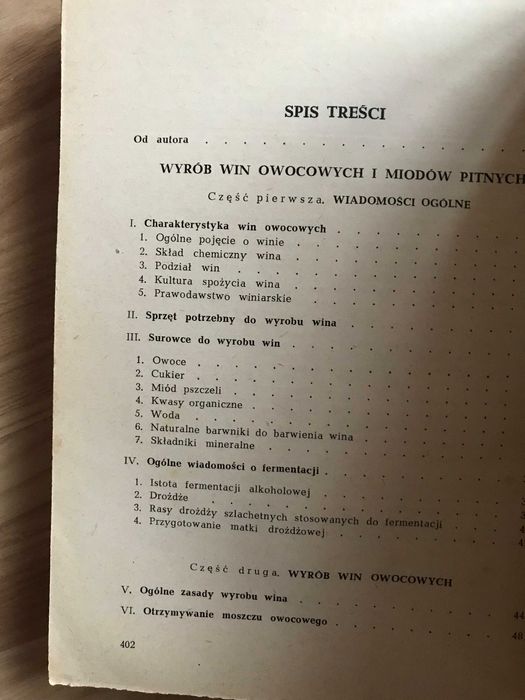 SPIS TREŚCI
Od autora . . . . . . . . . . . . . .
WYRÓB WIN OWOCOWYCH I MIODÓW PITNYCH
Część pierwsza. WIADOMOŚCI OGÓLNE
I. Charakterystyka win owocowych . . . . . . . .
1. Ogólne pojęcie o winie . . . . . . . . .
2. Skład chemiczny wina . . . . . . . . .
3. Podział win . . . . . . . . . . . .
4. Kultura spożycia wina . . . . . . . . .
5. Prawodawstwo winiarskie . . . . . . . .
II. Sprzęt potrzebny do wyrobu wina . . . . . . .
III. Surowce do wyrobu win . . . . . . . . . .
1. Owoce . . . . . . . . . . . . . .
2. Cukier . . . . . . . . . . . . . .
3. Miód pszczeli . . . . . . . . . . . .
4. Kwasy organiczne . . . . . . . . . . .
5. Woda . . . . . . . . . . . . . .
6. Naturalne barwniki do barwienia wina . . . . . .
7. Składniki mineralne . . . . . . . . . .
IV. Ogólne wiadomości o fermentacji . . . . . . . .
1. Istota fermentacji alkoholowej . . . . . . . .
2. Drożdże . . . . . . . . . . . . .
3. Rasy drożdży szlachetnych stosowanych do fermentacji . . 3
4. Przygotowanie matki drożdżowej . . . . . . . 4
Część druga. WYRÓB WIN OWOCOWYCH
V. Ogólne zasady wyrobu wina . . . . . . . . 44
VI. Otrzymywanie moszczu owocowego . . . . . . . 48
402